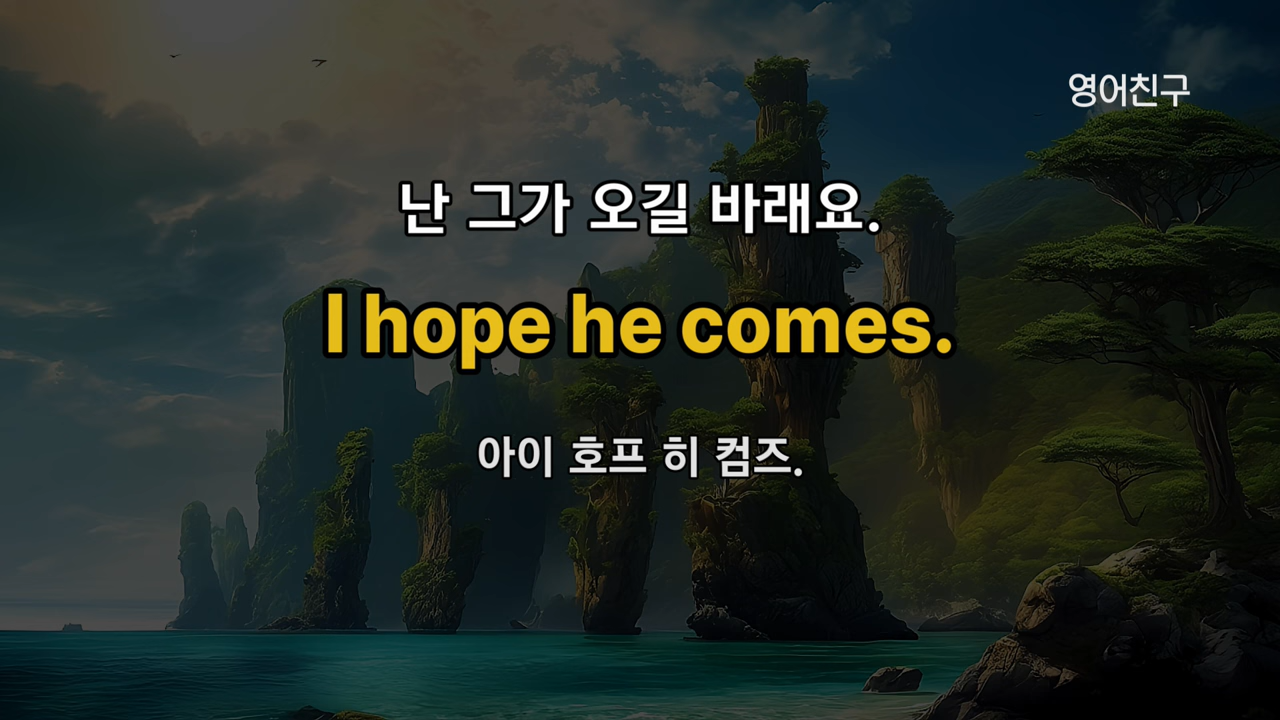 영어친구
난 그가 오길 바래요.
I hope he comes.
아이 호프 히 컴즈.